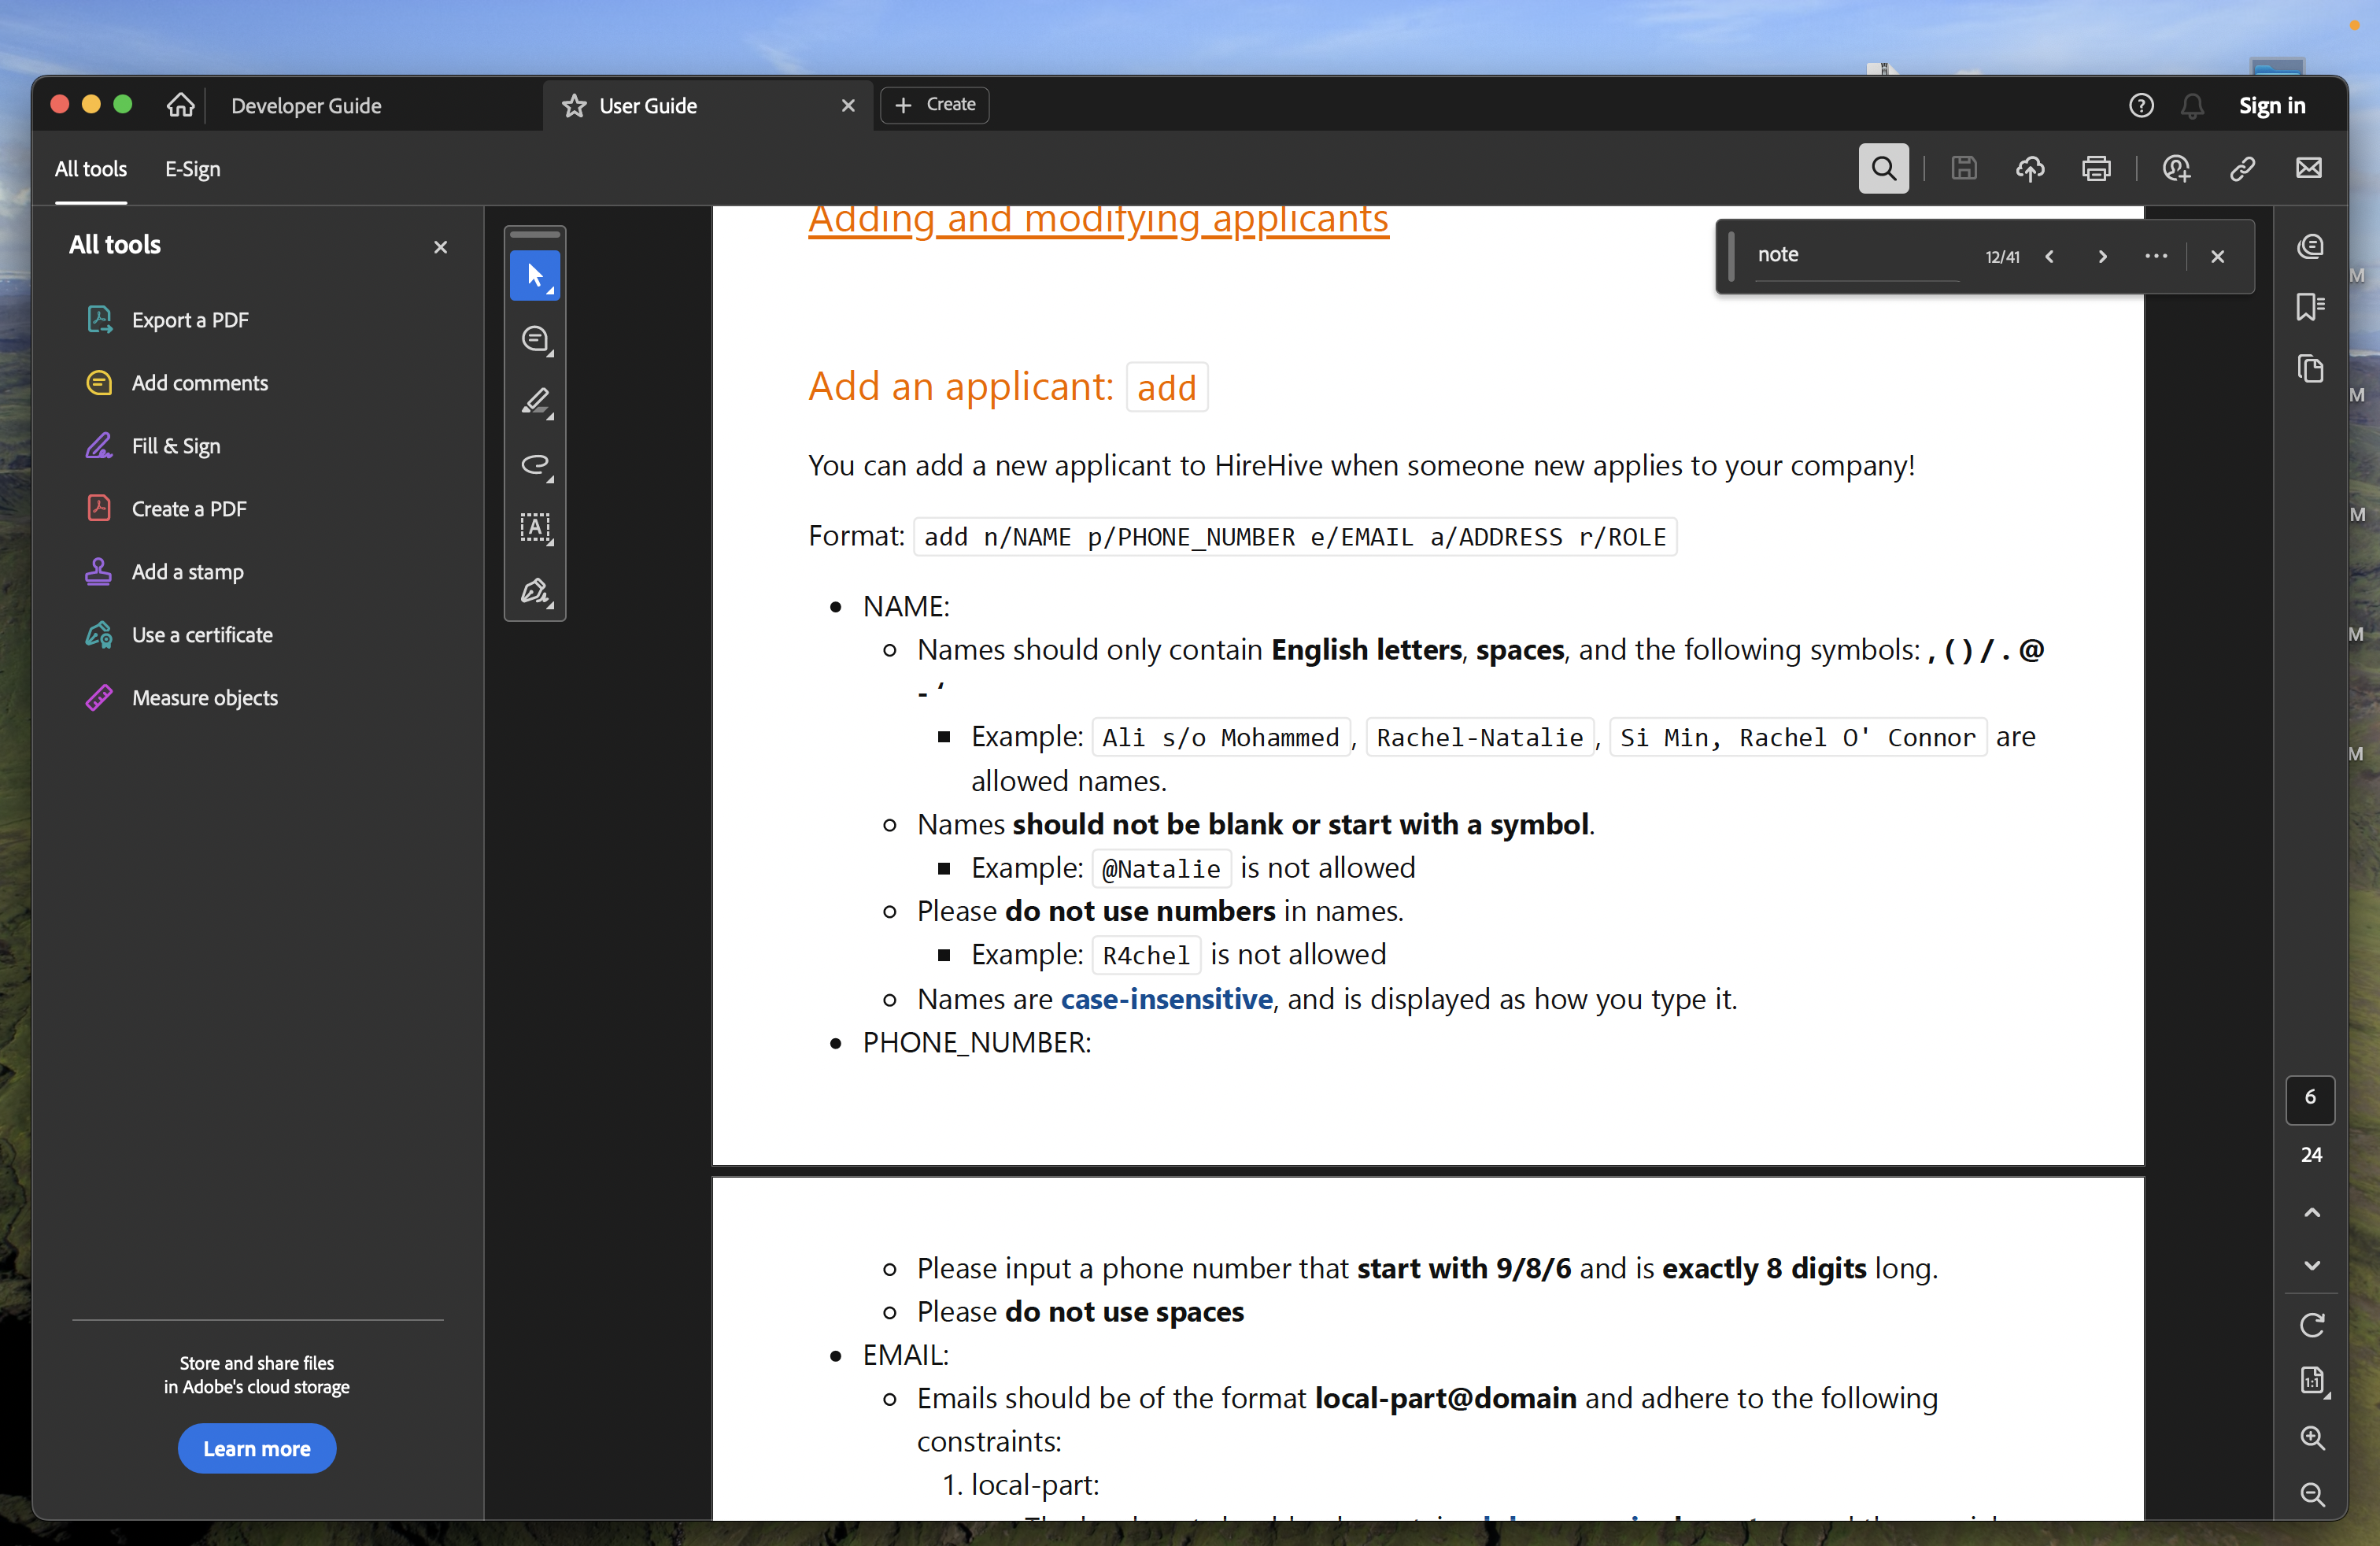 Developer Guide
User Guide
Create
Sign in
All tools
E-Sign
All tools
Export a PDF
Add comments
Fill & Sign
Create a PDF
Add a stamp
Use a certificate
Measure objects
Store and share files
in Adobe's cloud storage
Learn more
note
12/41
Adding and modifying applicants
Add an applicant: add
You can add a new applicant to HireHive when someone new applies to your company!
Format: add n/NAME p/PHONE_NUMBER e/EMAIL a/ADDRESS r/ROLE
NAME:
Names should only contain English letters, spaces, and the following symbols: , ( ) / . @
- ‘
Example: Ali s/o Mohammed, Rachel-Natalie, Si Min, Rachel O' Connor are
allowed names.
Names should not be blank or start with a symbol.
Example: @Natalie is not allowed
Please do not use numbers in names.
Example: R4chel is not allowed
Names are case-insensitive, and is displayed as how you type it.
PHONE_NUMBER:
Please input a phone number that start with 9/8/6 and is exactly 8 digits long.
Please do not use spaces
EMAIL:
Emails should be of the format local-part@domain and adhere to the following
constraints:
1. local-part:
6
24
1:1
M
M
M
M
M